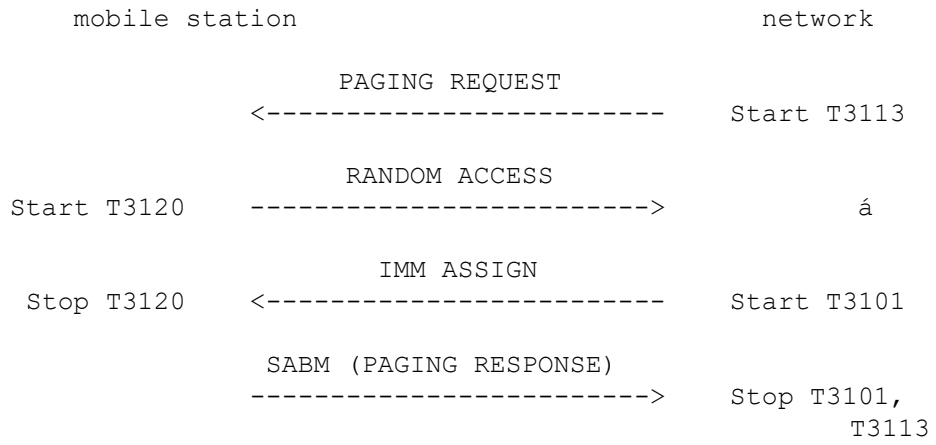 mobile station network
PAGING REQUEST
<------------------------- Start T3113
RANDOM ACCESS
Start T3120 -------------------------> á
IMM ASSIGN
Stop T3120 <------------------------- Start T3101
SABM (PAGING RESPONSE)
-------------------------> Stop T3101,
T3113